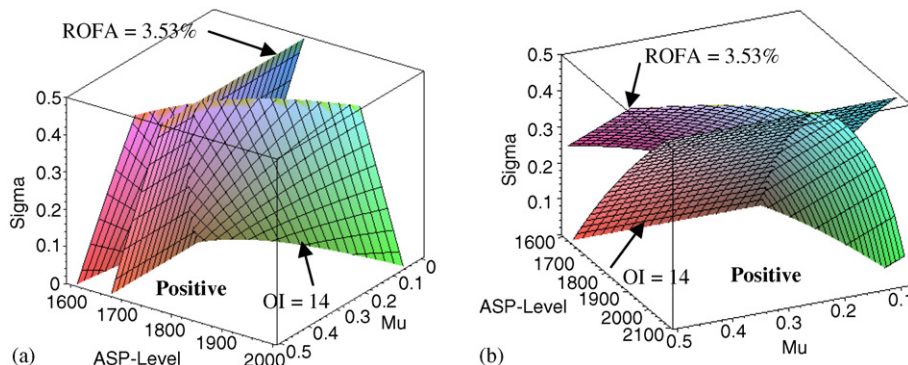 ROFA = 3.53%
0.5
0.4
0.3
0.2
0.1
0
Sigma
1600
1700
1800
1900
2000
ASP-Level
0.5
0.4
0.3
0.2
0.1
0
Mu
Positive
OI = 14
(a)
ROFA = 3.53%
0.5
0.4
0.3
0.2
0.1
Sigma
1600
1700
1800
1900
2000
2100
ASP-Level
0.5
0.4
0.3
0.2
0.1
Mu
OI = 14
Positive
(b)